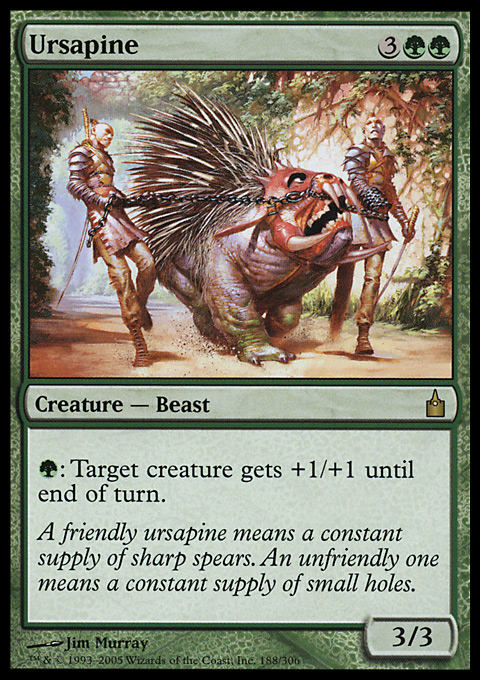 Ursapine 3
Creature — Beast
: Target creature gets +1/+1 until
end of turn.
A friendly ursapine means a constant
supply of sharp spears. An unfriendly one
means a constant supply of small holes.
Jim Murray
3/3
™ & © 1993–2005 Wizards of the Coast, Inc. 188/306